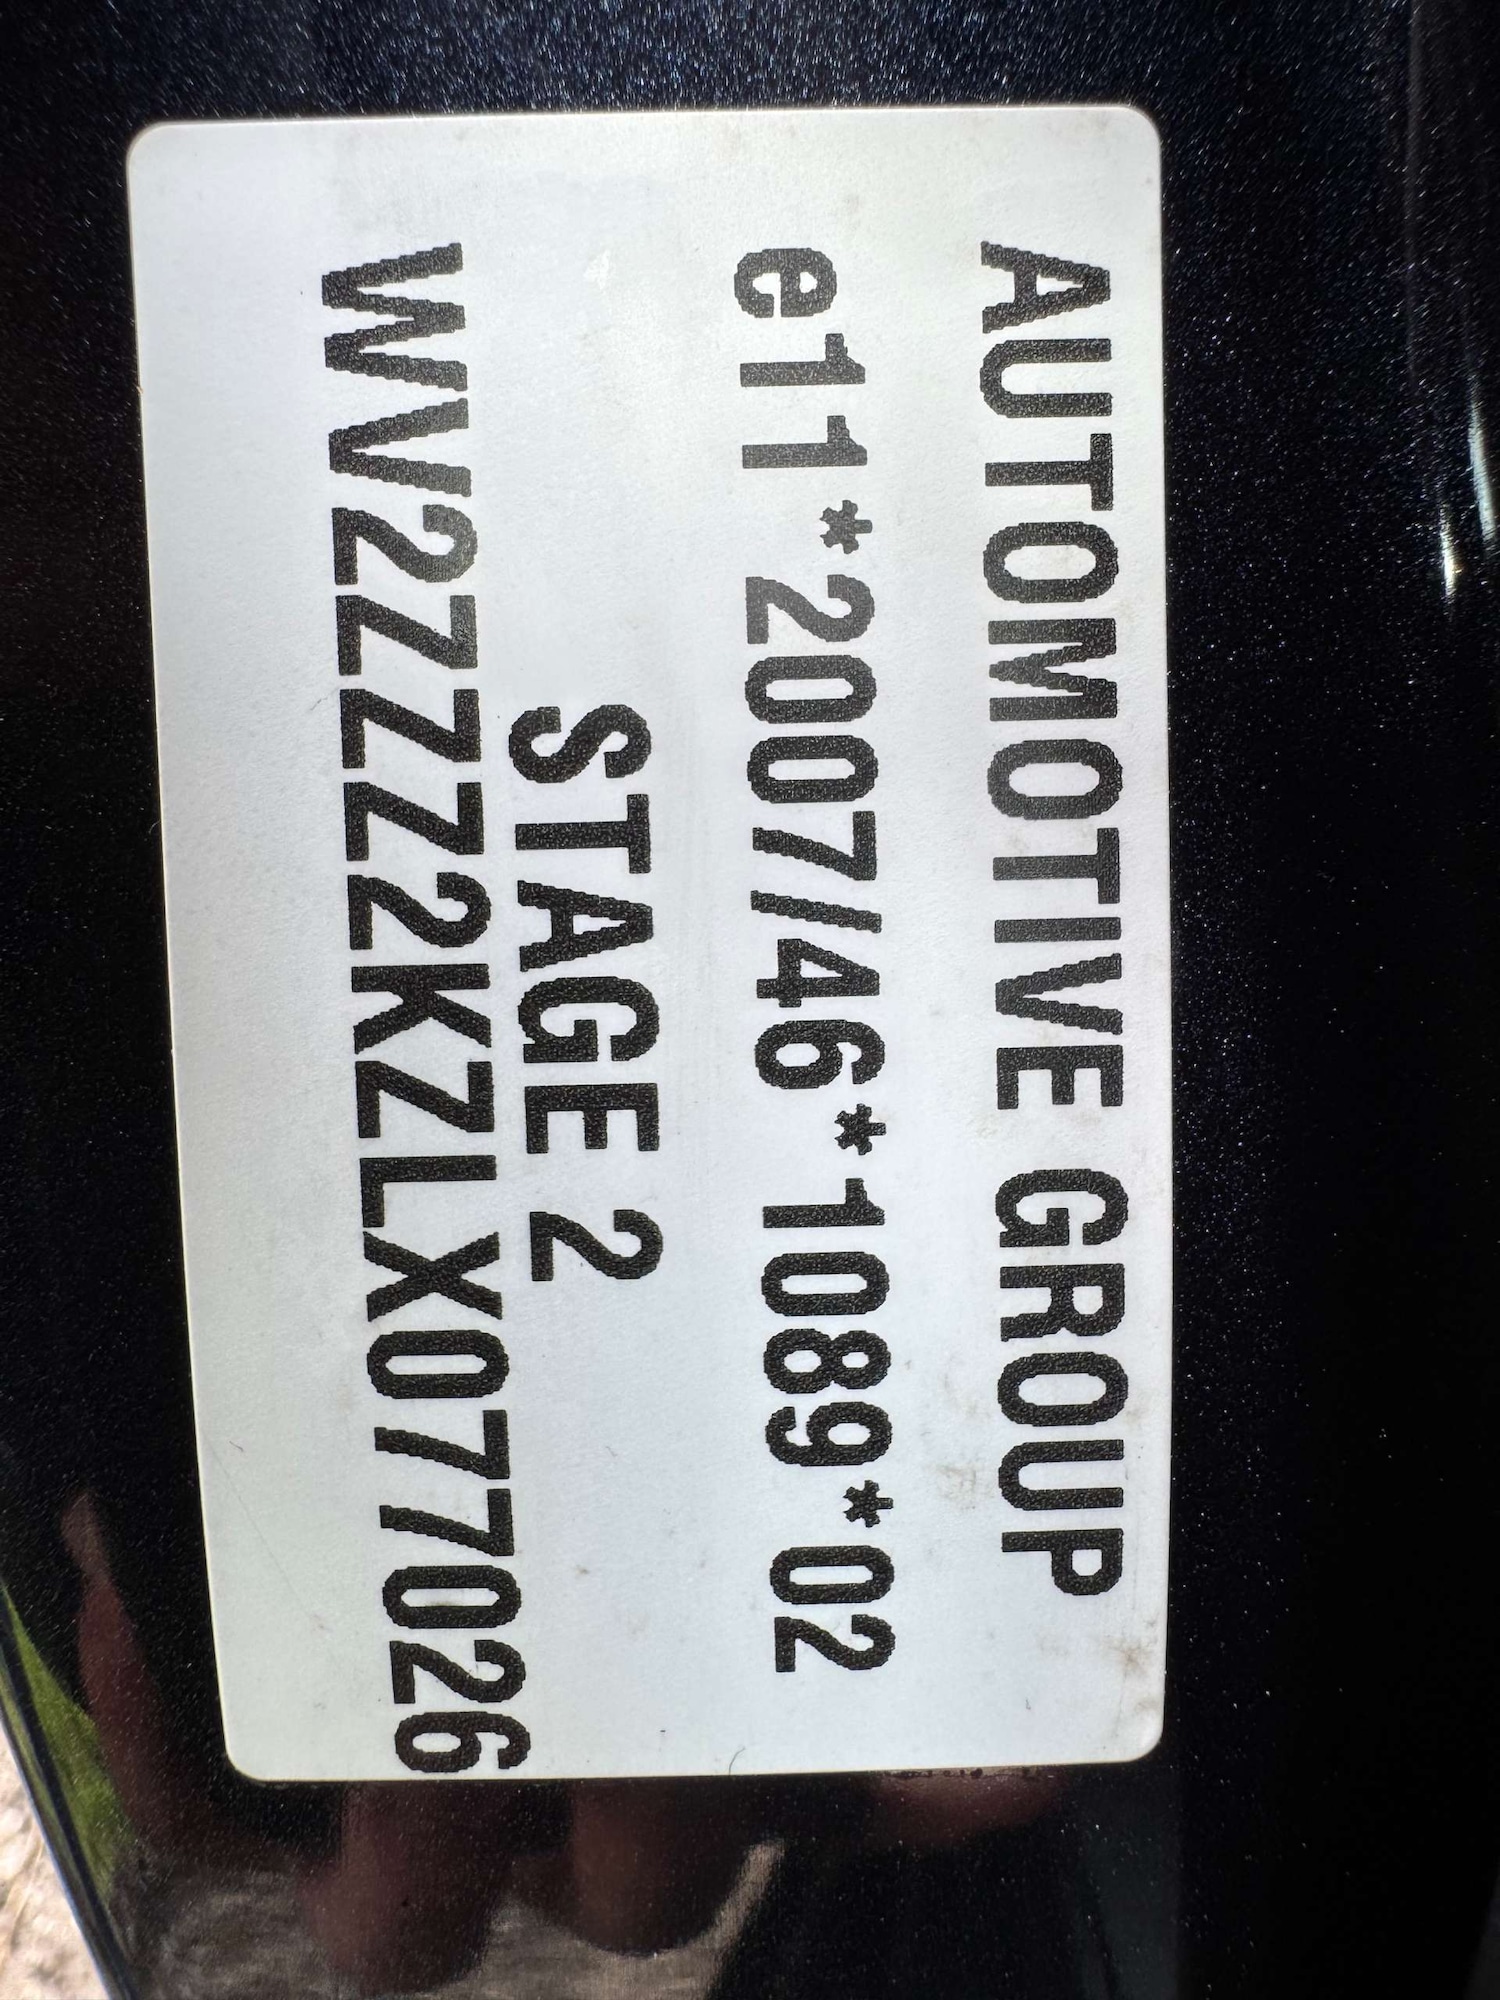 AUTOMOTIVE GROUP
e11*2007/46*1089*02
STAGE 2
WV2ZZZ2KZLX077026